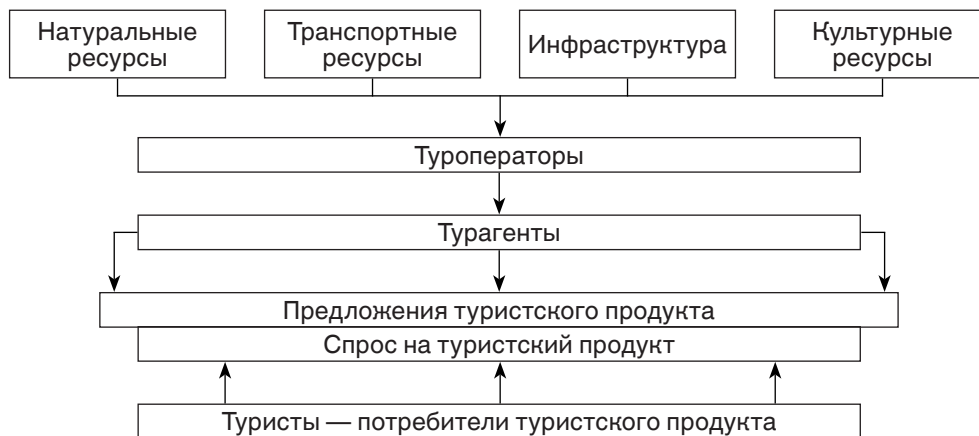 Натуральные
ресурсы
Транспортные
ресурсы
Инфраструктура
Культурные
ресурсы
Туроператоры
Турагенты
Предложения туристского продукта
Спрос на туристский продукт
Туристы — потребители туристского продукта